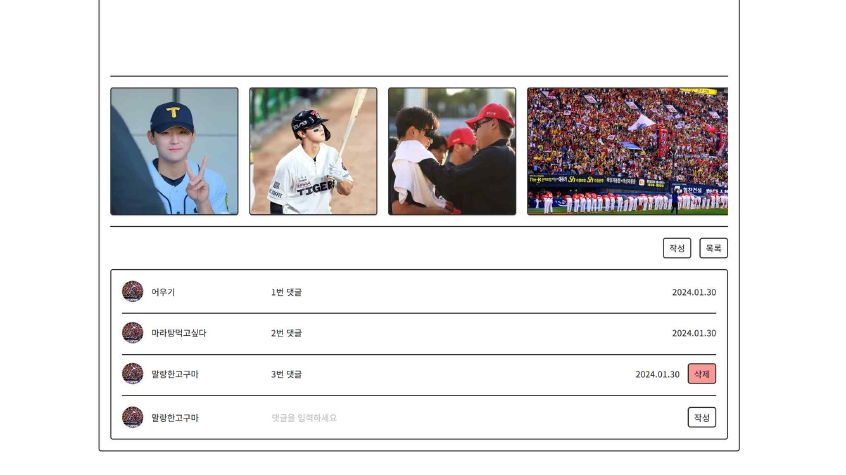 T
TIGERS
작성 목록
어우기 1번 댓글 2024.01.30
마라탕먹고싶다 2번 댓글 2024.01.30
말랑한고구마 3번 댓글 2024.01.30 삭제
말랑한고구마 댓글을 입력하세요 작성